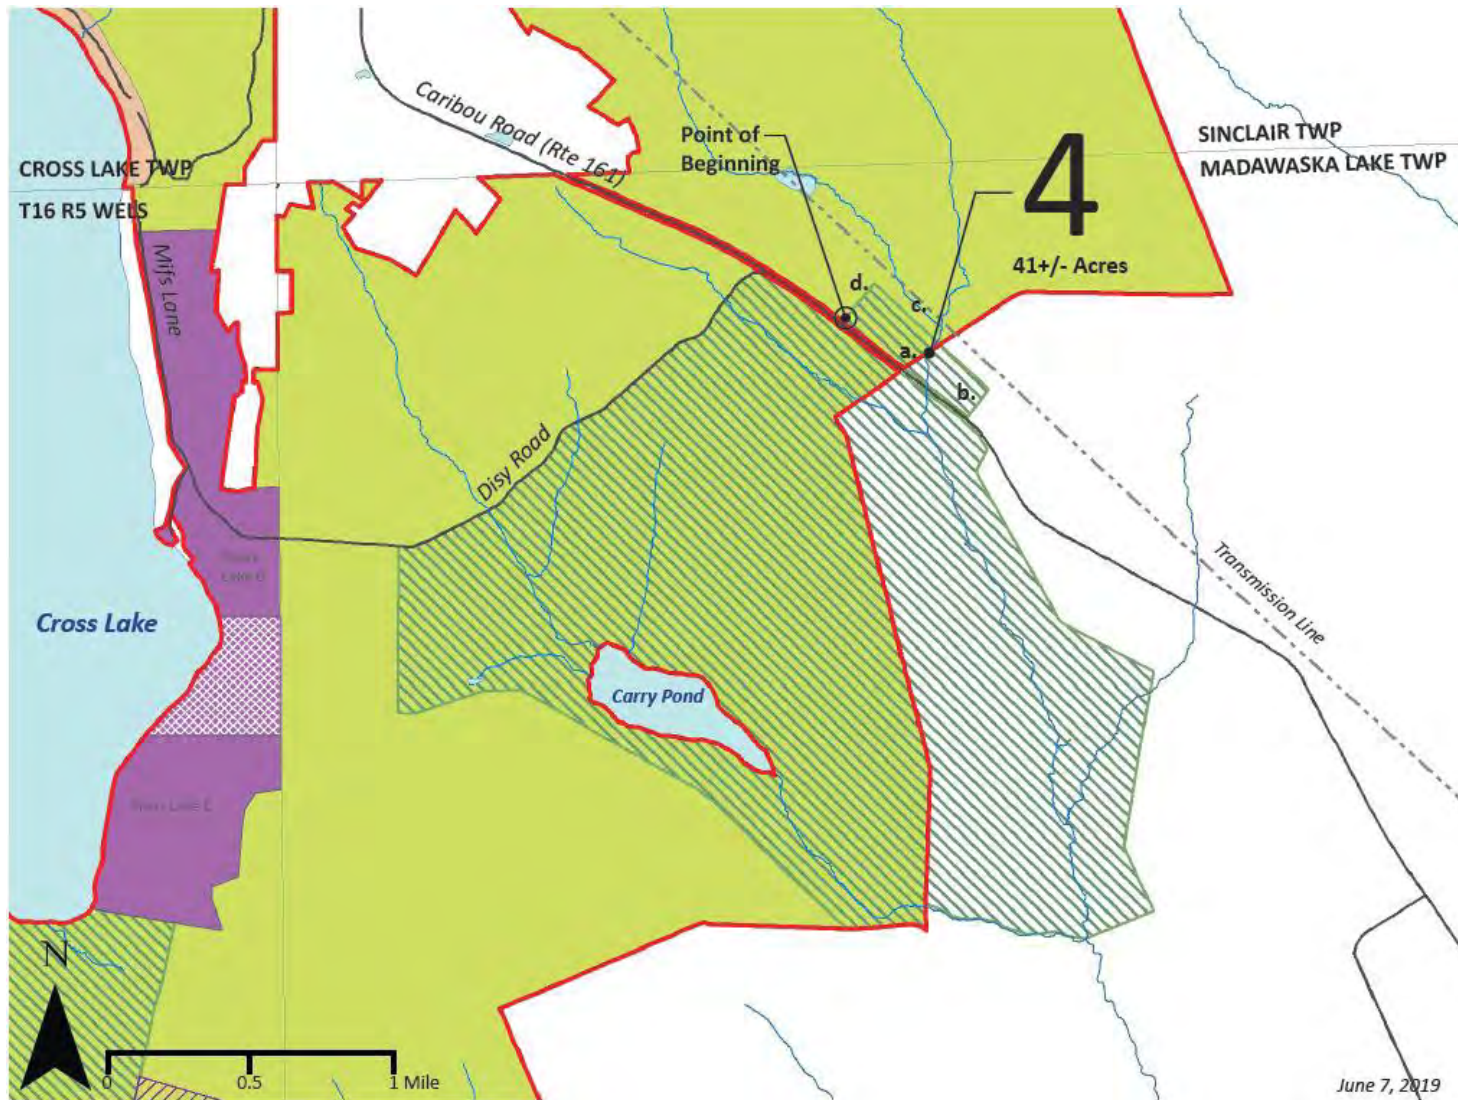 Caribou Road (Rte 161)
Point of
Beginning
4
41+/- Acres
SINCLAIR TWP
MADAWASKA LAKE TWP
CROSS LAKE TWP
T16 R5 WELS
Mifs Lane
d.
c.
a.
b.
Disy Road
Transmission Line
Cross Lake
Carry Pond
N
0
0.5
1 Mile
June 7, 2019